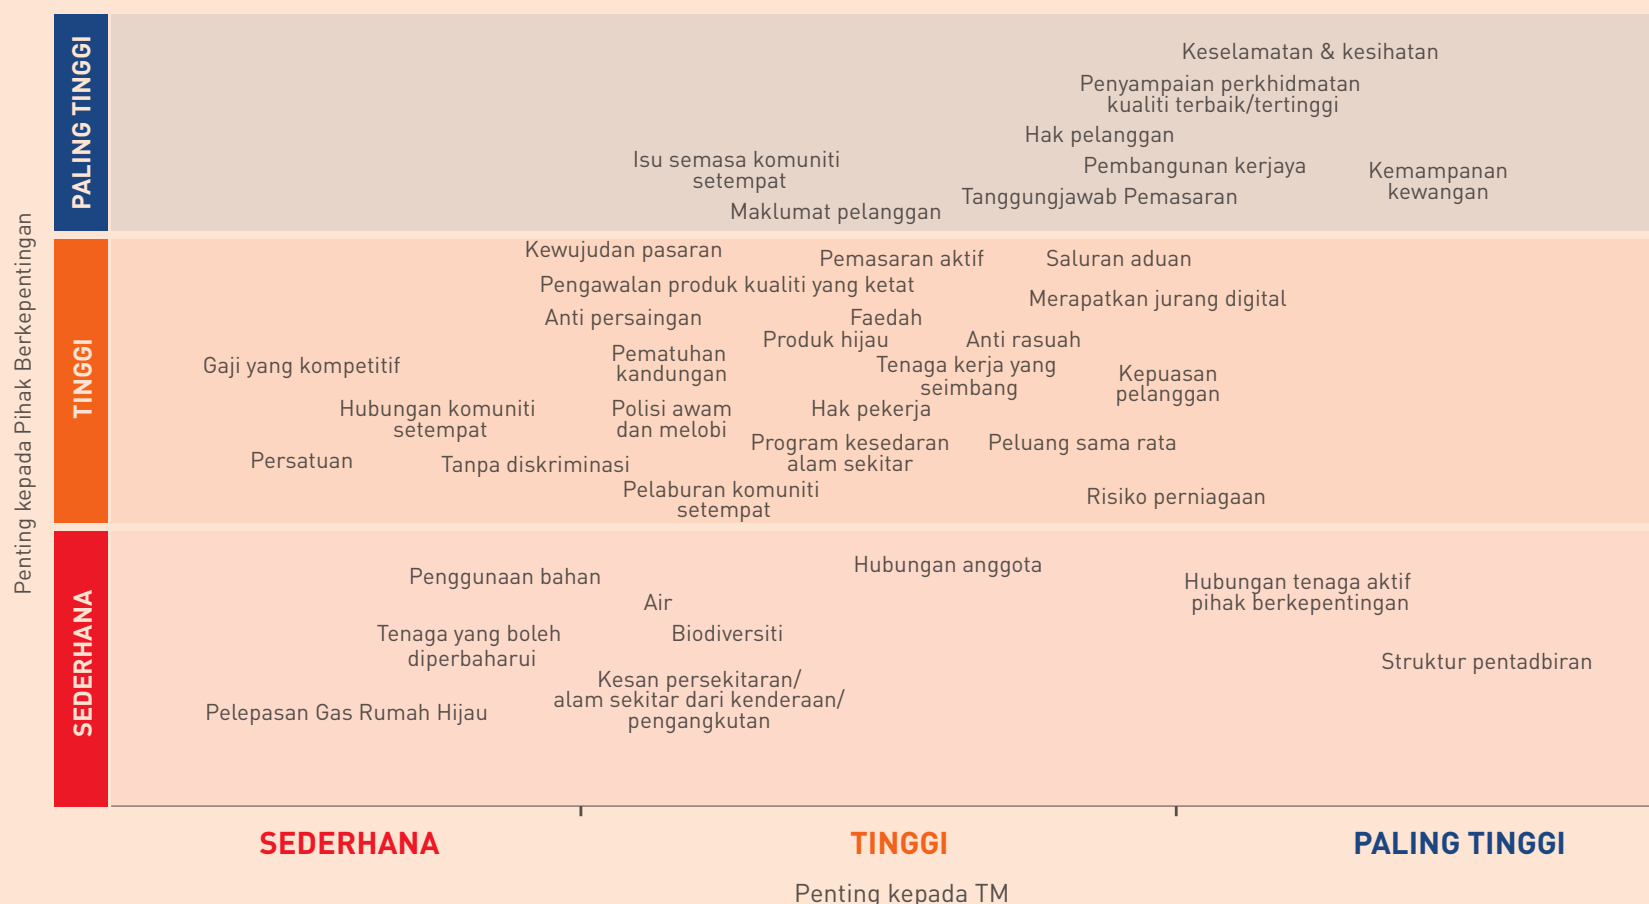 Penting kepada Pihak Berkepentingan
PALING TINGGI
Keselamatan & kesihatan
Penyampaian perkhidmatan
kualiti terbaik/tertinggi
Hak pelanggan
Isu semasa komuniti
setempat
Pembangunan kerjaya
Kemampanan
kewangan
Tanggungjawab Pemasaran
Maklumat pelanggan
TINGGI
Kewujudan pasaran
Pemasaran aktif
Saluran aduan
Pengawalan produk kualiti yang ketat
Merapatkan jurang digital
Anti persaingan
Faedah
Produk hijau
Anti rasuah
Gaji yang kompetitif
Pematuhan
kandungan
Tenaga kerja yang
seimbang
Kepuasan
pelanggan
Hubungan komuniti
setempat
Polisi awam
dan melobi
Hak pekerja
Program kesedaran
alam sekitar
Peluang sama rata
Persatuan
Tanpa diskriminasi
Pelaburan komuniti
setempat
Risiko perniagaan
SEDERHANA
Hubungan anggota
Penggunaan bahan
Hubungan tenaga aktif
pihak berkepentingan
Air
Tenaga yang boleh
diperbaharui
Biodiversiti
Struktur pentadbiran
Kesan persekitaran/
alam sekitar dari kenderaan/
pengangkutan
Pelepasan Gas Rumah Hijau
SEDERHANA
TINGGI
PALING TINGGI
Penting kepada TM